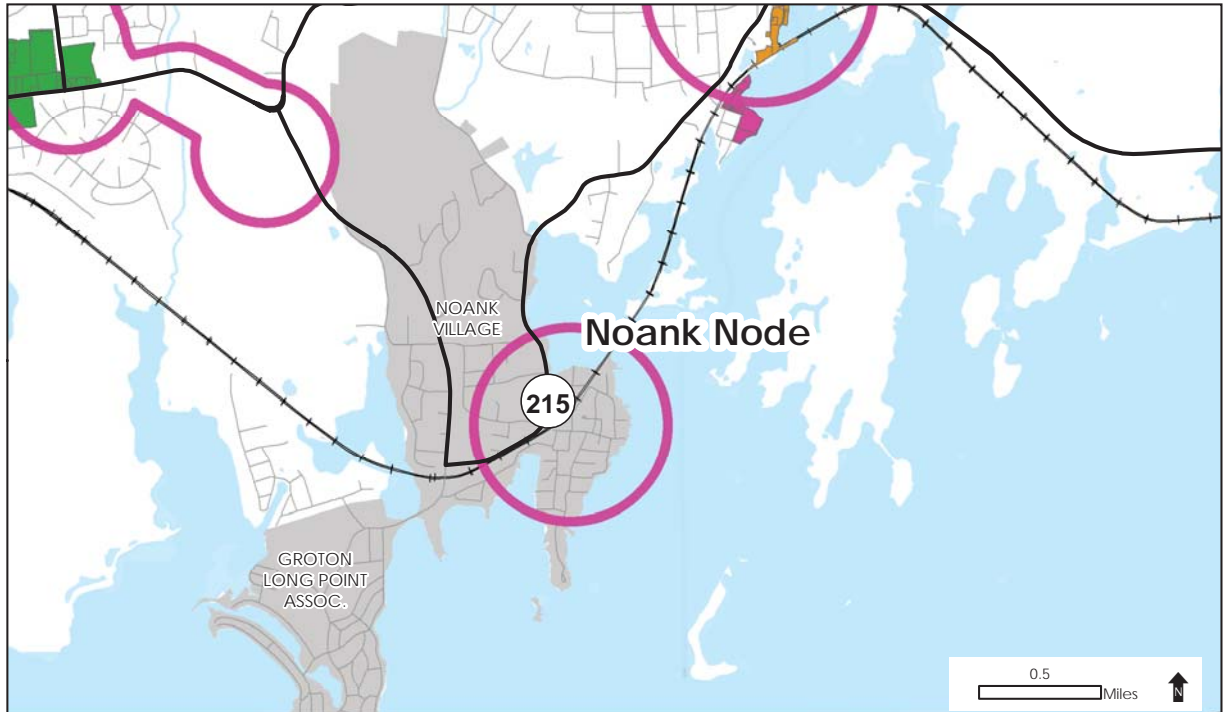 NOANK
VILLAGE
Noank Node
215
GROTON
LONG POINT
ASSOC.
0.5
Miles
N